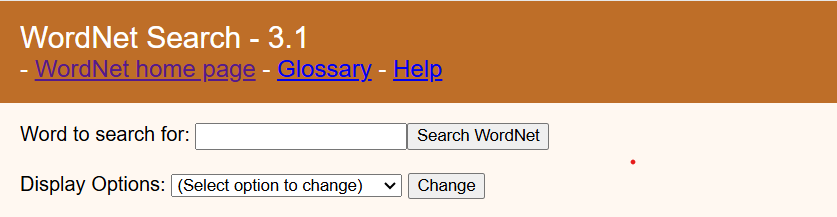 WordNet Search - 3.1
- WordNet home page - Glossary - Help
Word to search for: Search WordNet
Display Options: (Select option to change) Change